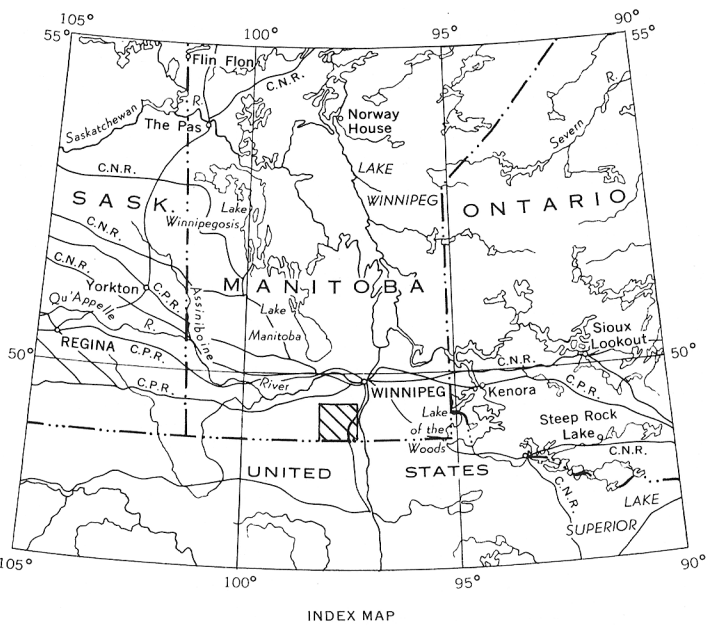 105°
100°
90°
55°
55°
Flin Flon
C.N.R.
R.
Saskatchewan
The Pas
Norway
House
Severn
R.
C.N.R.
LAKE
WINNIPEG
SASK.
ONTARIO
Lake
Winnipegosis
C.N.R.
C.N.R.
MANITOBA
Yorkton
C.P.R.
Assiniboine
Qu'Appelle
R.
Lake
Manitoba
Sioux
Lookout
REGINA
C.P.R.
50°
50°
C.N.R.
C.P.R.
River
WINNIPEG
Kenora
C.P.R.
Lake
of the
Woods
Steep Rock
Lake
C.N.R.
UNITED STATES
C.N.R.
LAKE
SUPERIOR
105°
100°
95°
90°
INDEX MAP